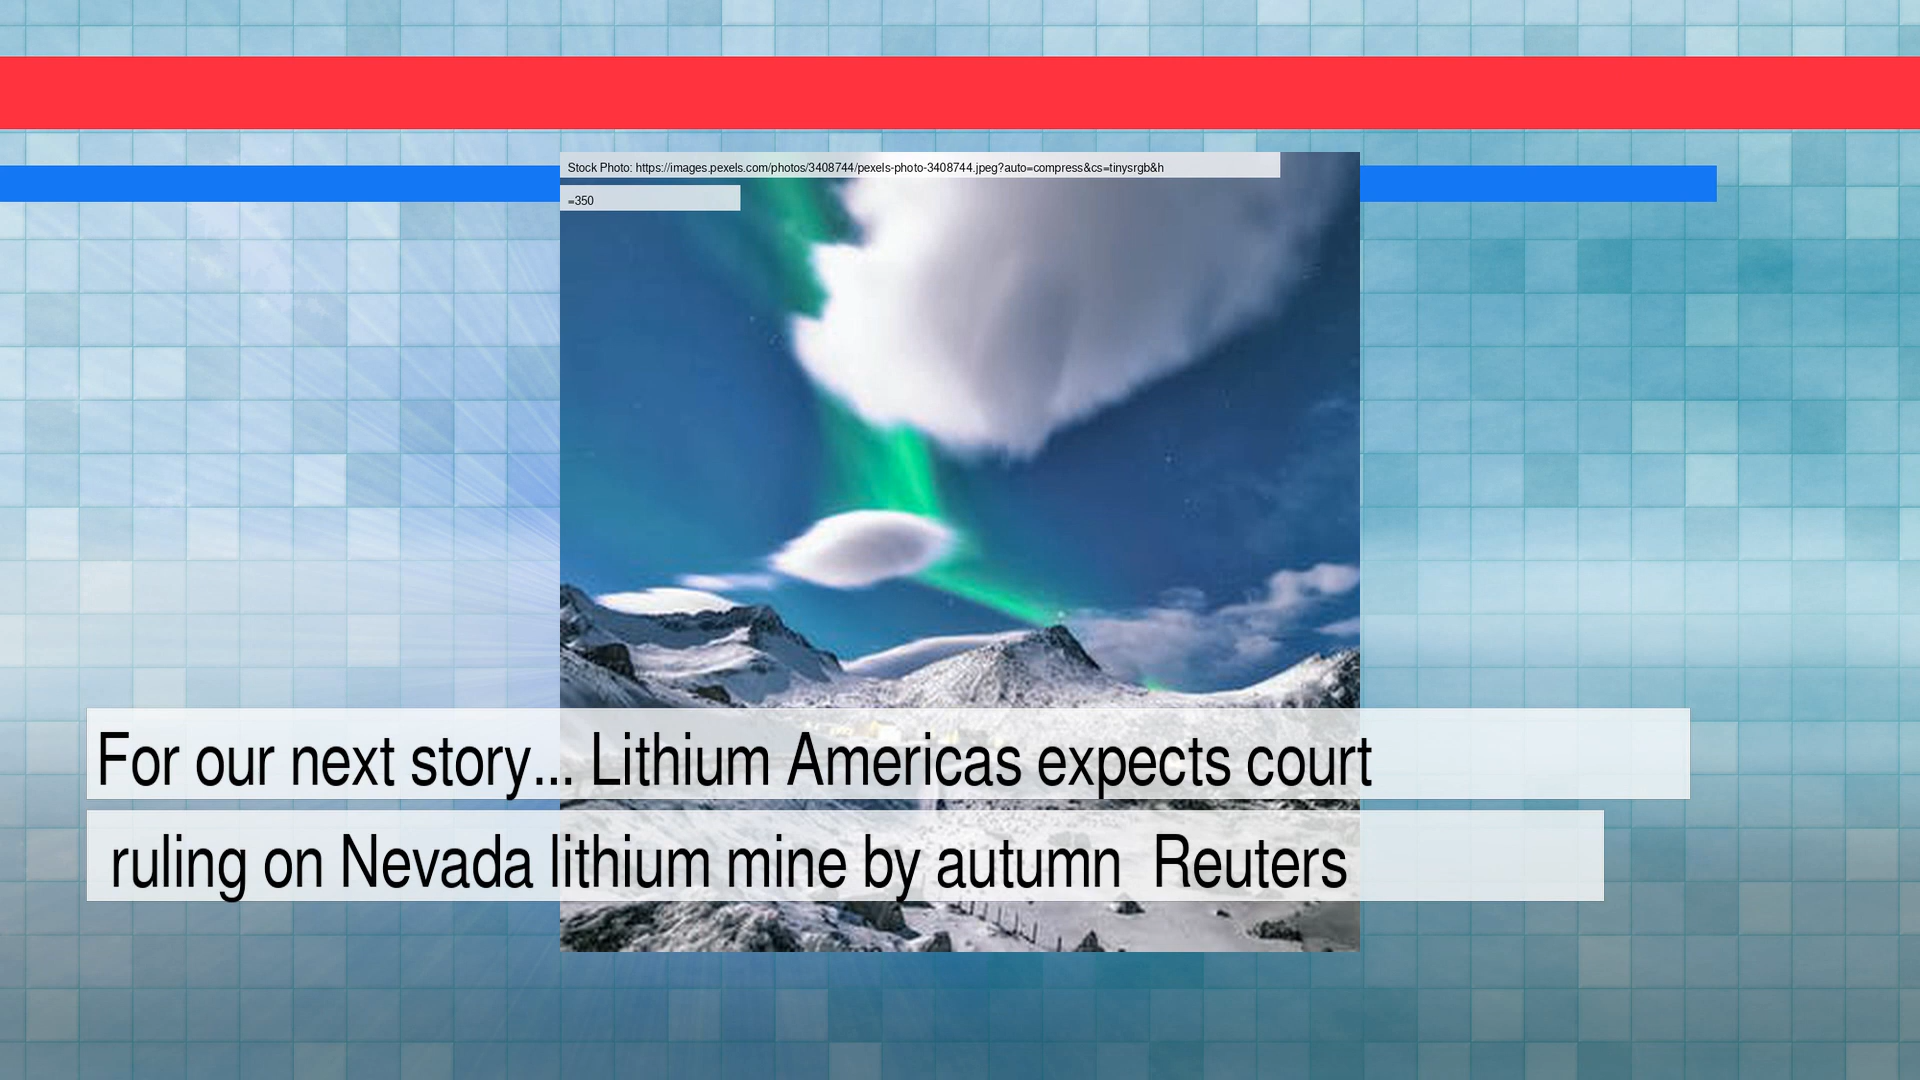 Stock Photo: https://images.pexels.com/photos/3408744/pexels-photo-3408744.jpeg?auto=compress&cs=tinysrgb&h
=350
For our next story... Lithium Americas expects court
ruling on Nevada lithium mine by autumn  Reuters